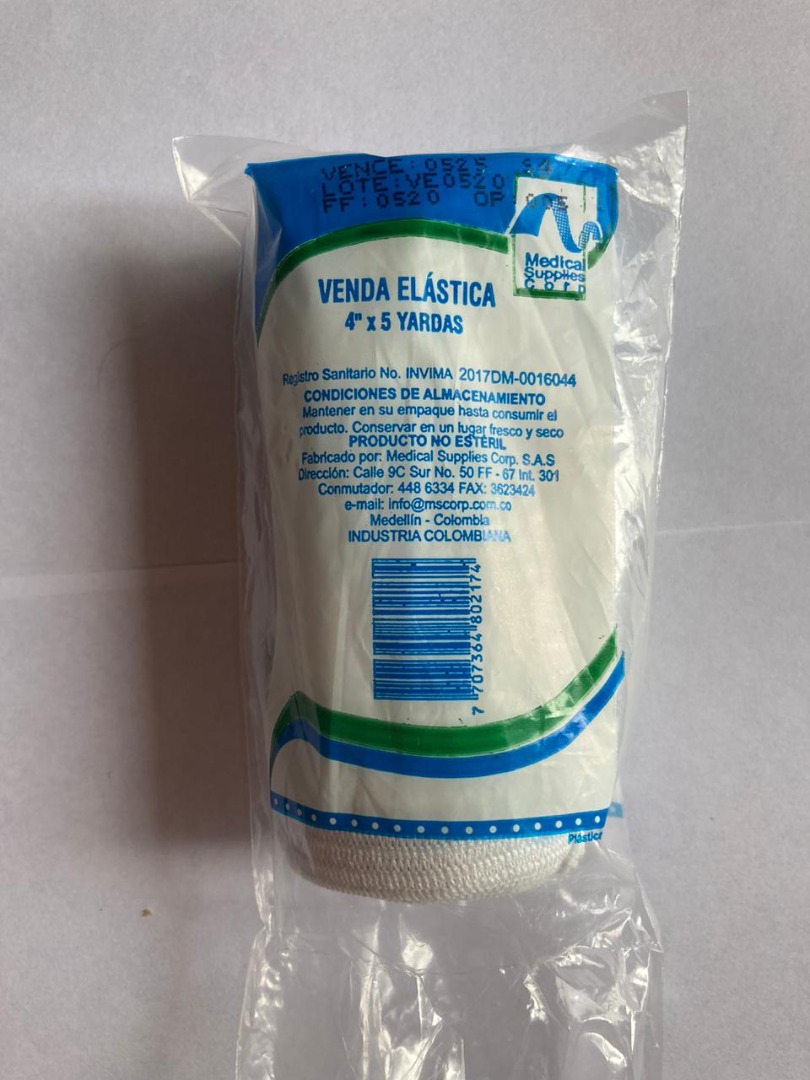 VENCE:0525
LOTE:VE0520
FF:0520 OP
Medical
Supplies
Corp
VENDA ELÁSTICA
4" x 5 YARDAS
Registro Sanitario No. INVIMA 2017DM-0016044
CONDICIONES DE ALMACENAMIENTO
Mantener en su empaque hasta consumir el
producto. Conservar en un lugar fresco y seco
PRODUCTO NO ESTÉRIL
Fabricado por: Medical Supplies Corp. S.A.S
Dirección: Calle 9C Sur No. 50 FF - 67 Int. 301
Conmutador: 448 6334 FAX: 3623424
e-mail: info@mscorp.com.co
Medellín - Colombia
INDUSTRIA COLOMBIANA
7 707364 802174